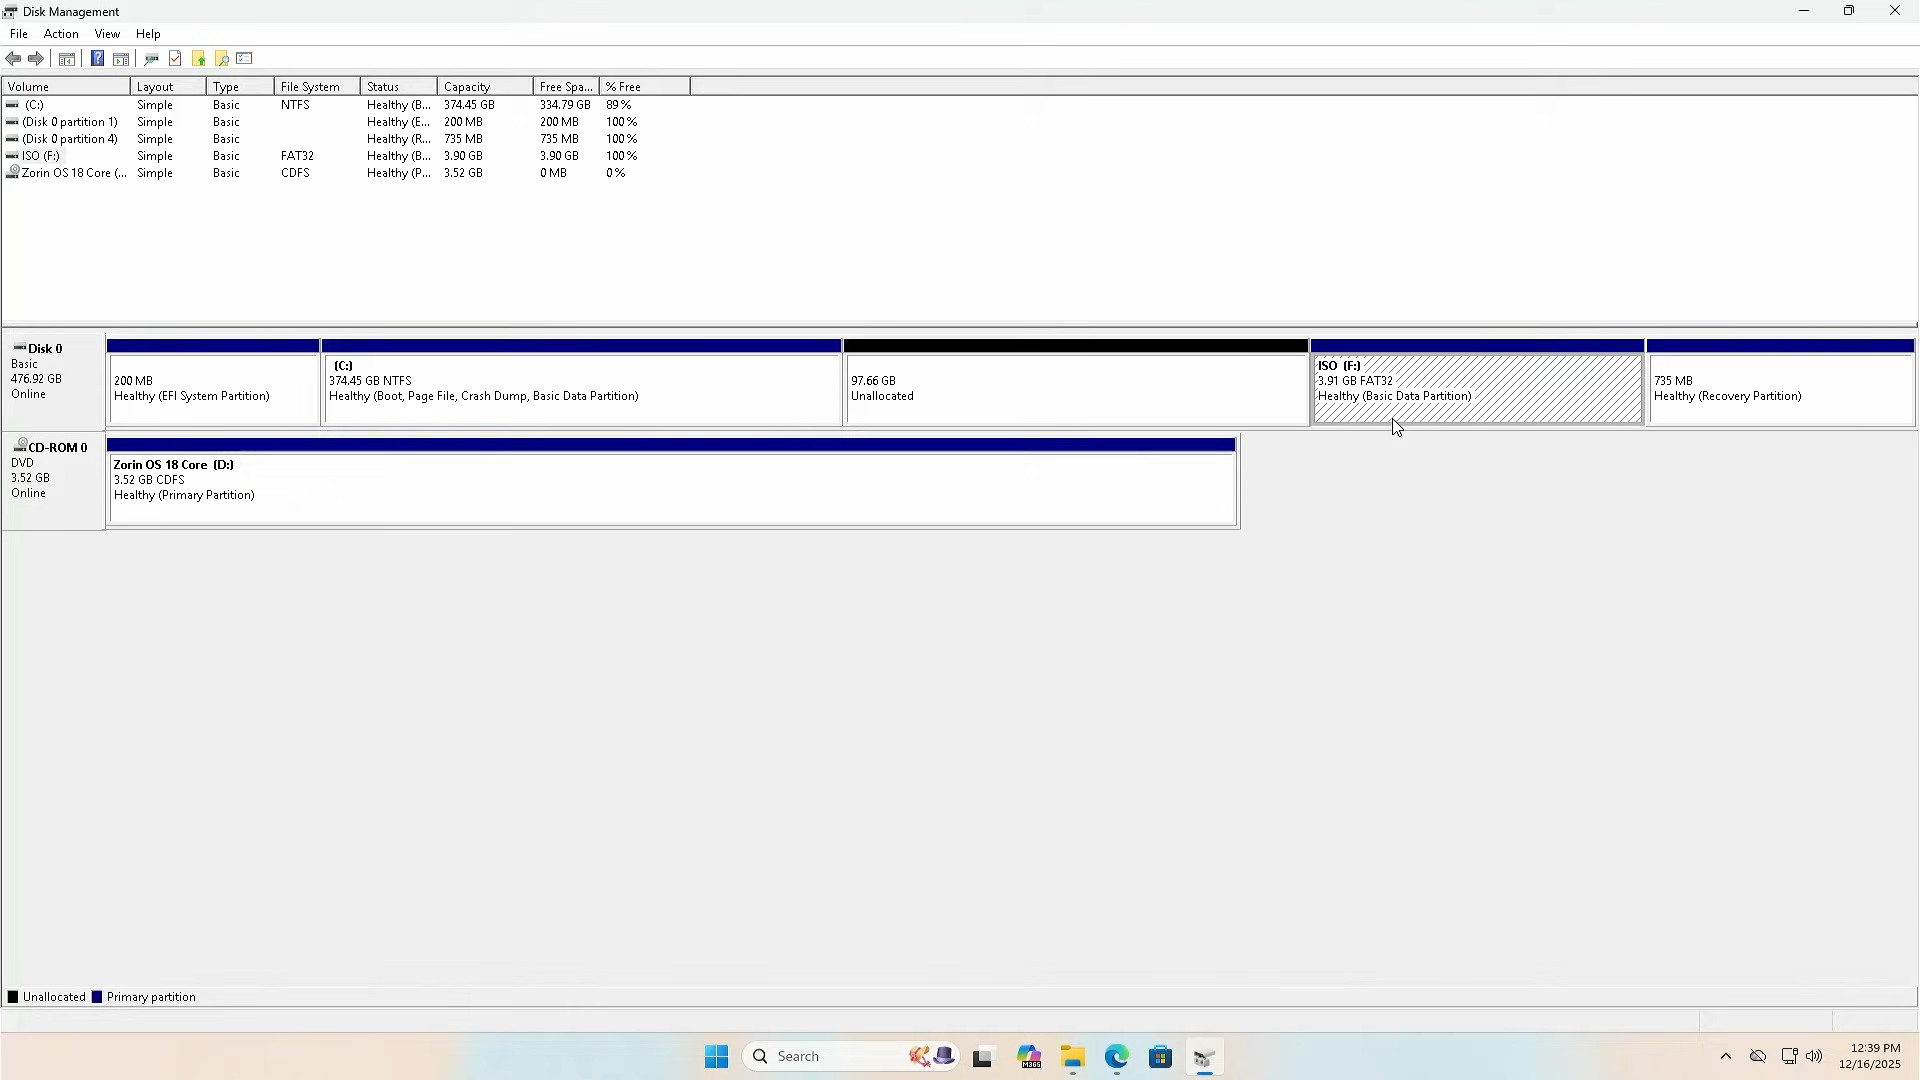 Disk Management
File Action View Help
Volume Layout Type File System Status Capacity Free Spa... % Free
(C:) Simple Basic NTFS Healthy (B... 374.45 GB 334.79 GB 89%
(Disk 0 partition 1) Simple Basic Healthy (E... 200 MB 200 MB 100%
(Disk 0 partition 4) Simple Basic Healthy (R... 735 MB 735 MB 100%
ISO (F:) Simple Basic FAT32 Healthy (B... 3.90 GB 3.90 GB 100%
Zorin OS 18 Core (... Simple Basic CDFS Healthy (P... 3.52 GB 0 MB 0%
Disk 0
Basic
476.92 GB
Online
200 MB
Healthy (EFI System Partition)
(C:)
374.45 GB NTFS
Healthy (Boot, Page File, Crash Dump, Basic Data Partition)
97.66 GB
Unallocated
ISO (F:)
3.91 GB FAT32
Healthy (Basic Data Partition)
735 MB
Healthy (Recovery Partition)
CD-ROM 0
DVD
3.52 GB
Online
Zorin OS 18 Core (D:)
3.52 GB CDFS
Healthy (Primary Partition)
Unallocated Primary partition
Search
M365
12:39 PM
12/16/2025